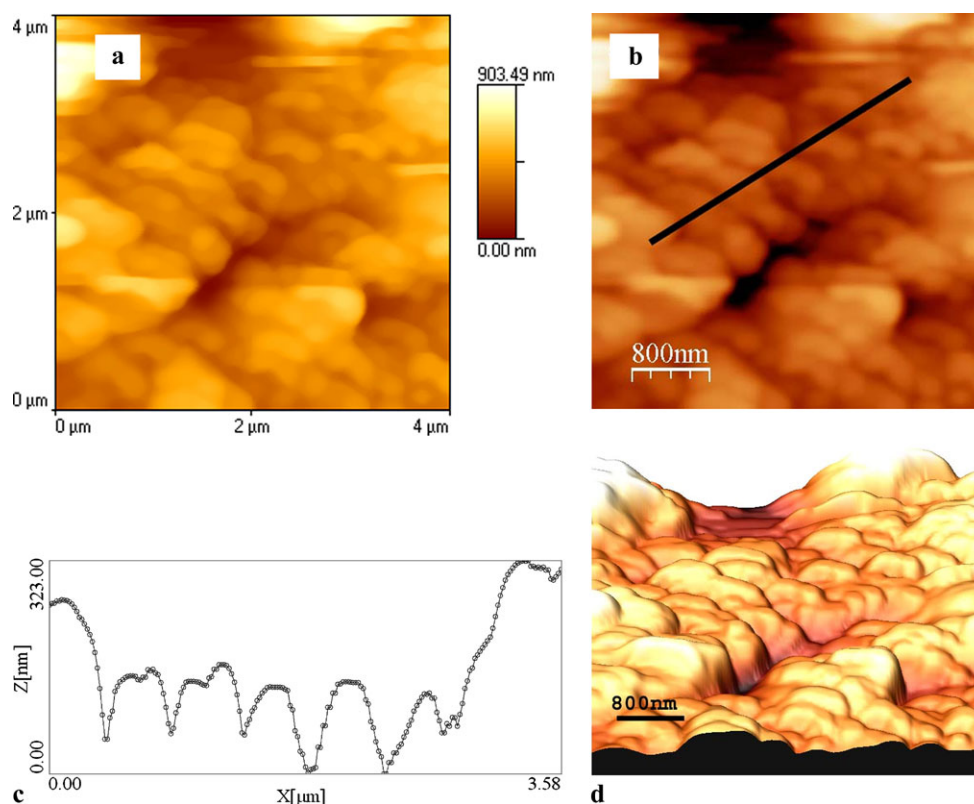 4 µm
a
903.49 nm
b
2 µm
0.00 nm
800nm
0 µm
0 µm
2 µm
4 µm
323.00
Z[nm]
0.00
800nm
0.00
3.58
X[µm]
c
d